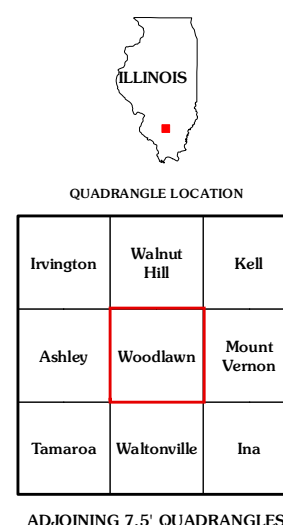 ILLINOIS
QUADRANGLE LOCATION
Irvington
Walnut
Hill
Kell
Ashley
Woodlawn
Mount
Vernon
Tamaroa
Waltonville
Ina
ADJOINING 7.5' QUADRANGLES